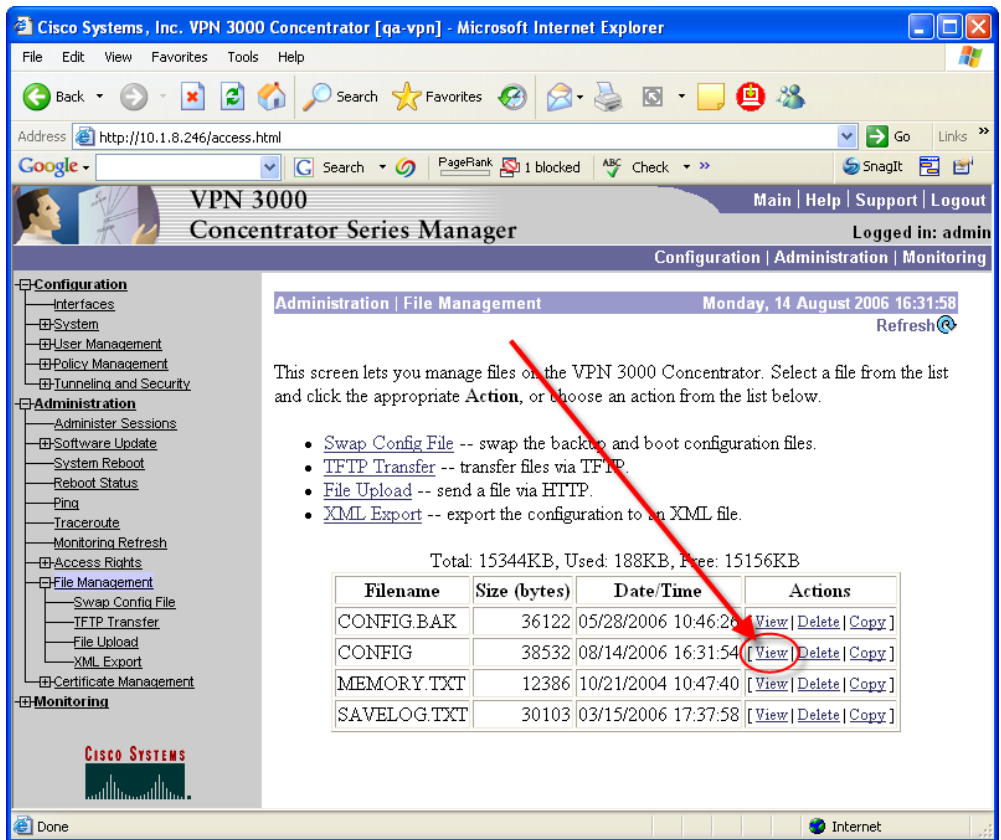 Cisco Systems, Inc. VPN 3000 Concentrator [qa-vpn] - Microsoft Internet Explorer
File Edit View Favorites Tools Help
Back Search Favorites
Address http://10.1.8.246/access.html Go Links »
Google Search PageRank 1 blocked ABC Check » SnagIt
VPN 3000
Concentrator Series Manager
Main | Help | Support | Logout
Logged in: admin
Configuration | Administration | Monitoring
Configuration
Interfaces
System
User Management
Policy Management
Tunneling and Security
Administration
Administer Sessions
Software Update
System Reboot
Reboot Status
Ping
Traceroute
Monitoring Refresh
Access Rights
File Management
Swap Config File
TFTP Transfer
File Upload
XML Export
Certificate Management
Monitoring
CISCO SYSTEMS
Administration | File Management Monday, 14 August 2006 16:31:58
Refresh
This screen lets you manage files on the VPN 3000 Concentrator. Select a file from the list
and click the appropriate Action, or choose an action from the list below.
• Swap Config File -- swap the backup and boot configuration files.
• TFTP Transfer -- transfer files via TFTP.
• File Upload -- send a file via HTTP.
• XML Export -- export the configuration to an XML file.
Total: 15344KB, Used: 188KB, Free: 15156KB
Filename Size (bytes) Date/Time Actions
CONFIG.BAK 36122 05/28/2006 10:46:26 [ View | Delete | Copy ]
CONFIG 38532 08/14/2006 16:31:54 [ View | Delete | Copy ]
MEMORY.TXT 12386 10/21/2004 10:47:40 [ View | Delete | Copy ]
SAVELOG.TXT 30103 03/15/2006 17:37:58 [ View | Delete | Copy ]
Done Internet